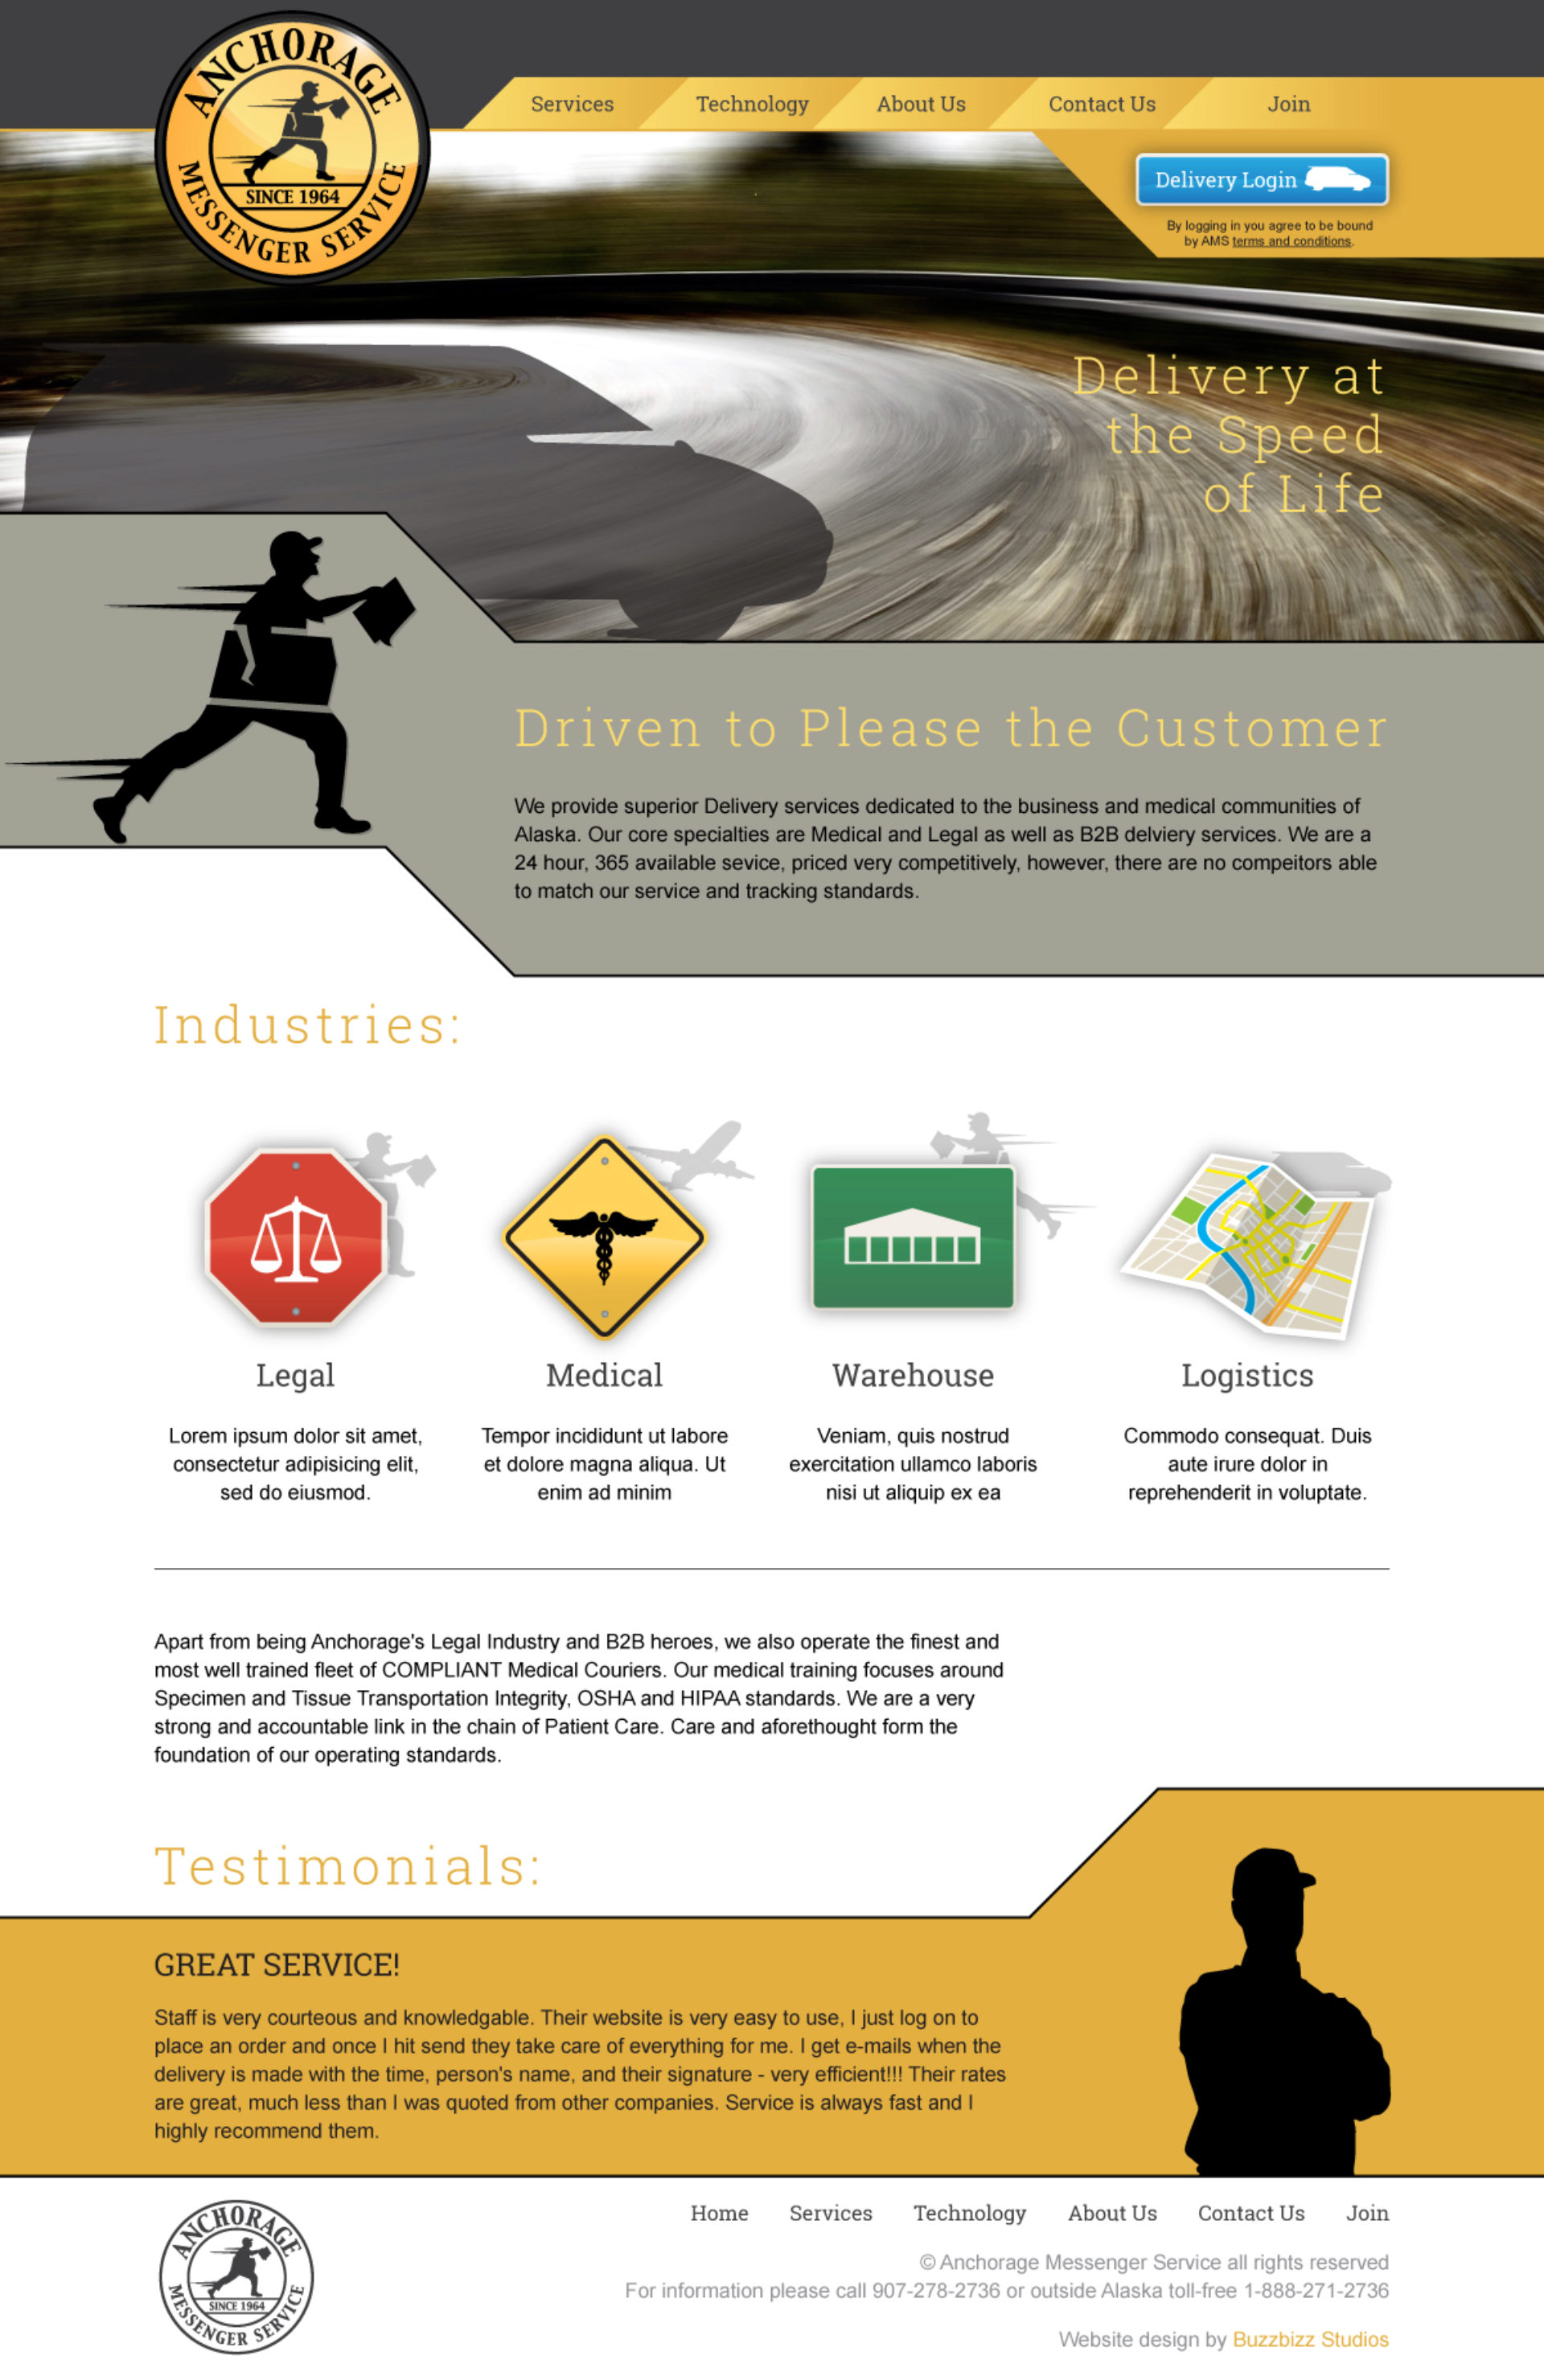 ANCHORAGE
SINCE 1964
MESSENGER SERVICE
Services
Technology
About Us
Contact Us
Join
Delivery Login
By logging in you agree to be bound
by AMS terms and conditions.
Delivery at
the Speed
of Life
Driven to Please the Customer
We provide superior Delivery services dedicated to the business and medical communities of
Alaska. Our core specialties are Medical and Legal as well as B2B delviery services. We are a
24 hour, 365 available sevice, priced very competitively, however, there are no compeitors able
to match our service and tracking standards.
Industries:
Legal
Lorem ipsum dolor sit amet,
consectetur adipisicing elit,
sed do eiusmod.
Medical
Tempor incididunt ut labore
et dolore magna aliqua. Ut
enim ad minim
Warehouse
Veniam, quis nostrud
exercitation ullamco laboris
nisi ut aliquip ex ea
Logistics
Commodo consequat. Duis
aute irure dolor in
reprehenderit in voluptate.
Apart from being Anchorage's Legal Industry and B2B heroes, we also operate the finest and
most well trained fleet of COMPLIANT Medical Couriers. Our medical training focuses around
Specimen and Tissue Transportation Integrity, OSHA and HIPAA standards. We are a very
strong and accountable link in the chain of Patient Care. Care and aforethought form the
foundation of our operating standards.
Testimonials:
GREAT SERVICE!
Staff is very courteous and knowledgable. Their website is very easy to use, I just log on to
place an order and once I hit send they take care of everything for me. I get e-mails when the
delivery is made with the time, person's name, and their signature - very efficient!!! Their rates
are great, much less than I was quoted from other companies. Service is always fast and I
highly recommend them.
ANCHORAGE
SINCE 1964
MESSENGER SERVICE
Home
Services
Technology
About Us
Contact Us
Join
© Anchorage Messenger Service all rights reserved
For information please call 907-278-2736 or outside Alaska toll-free 1-888-271-2736
Website design by Buzzbizz Studios